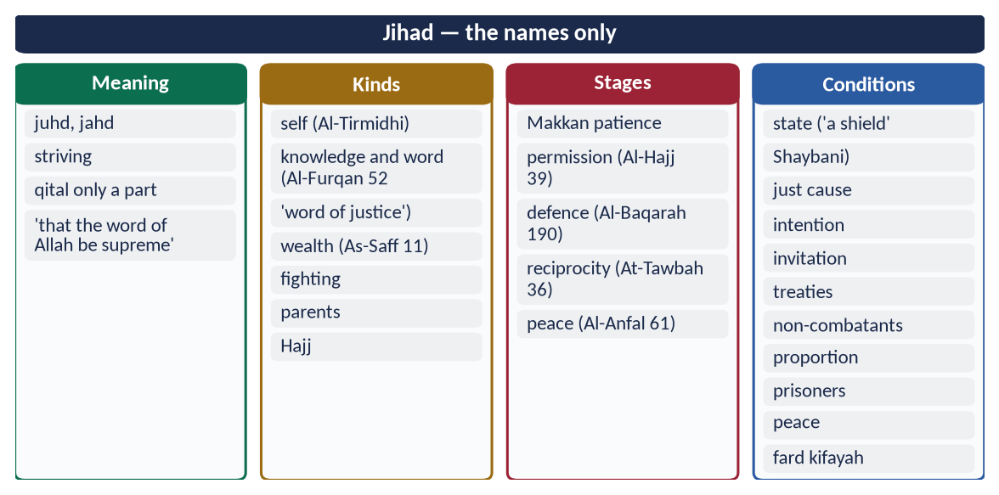 Jihad — the names only
Meaning
juhd, jahd
striving
qital only a part
'that the word of
Allah be supreme'
Kinds
self (Al-Tirmidhi)
knowledge and word
(Al-Furqan 52
'word of justice')
wealth (As-Saff 11)
fighting
parents
Hajj
Stages
Makkan patience
permission (Al-Hajj
39)
defence (Al-Baqarah
190)
reciprocity (At-Tawbah
36)
peace (Al-Anfal 61)
Conditions
state ('a shield'
Shaybani)
just cause
intention
invitation
treaties
non-combatants
proportion
prisoners
peace
fard kifayah